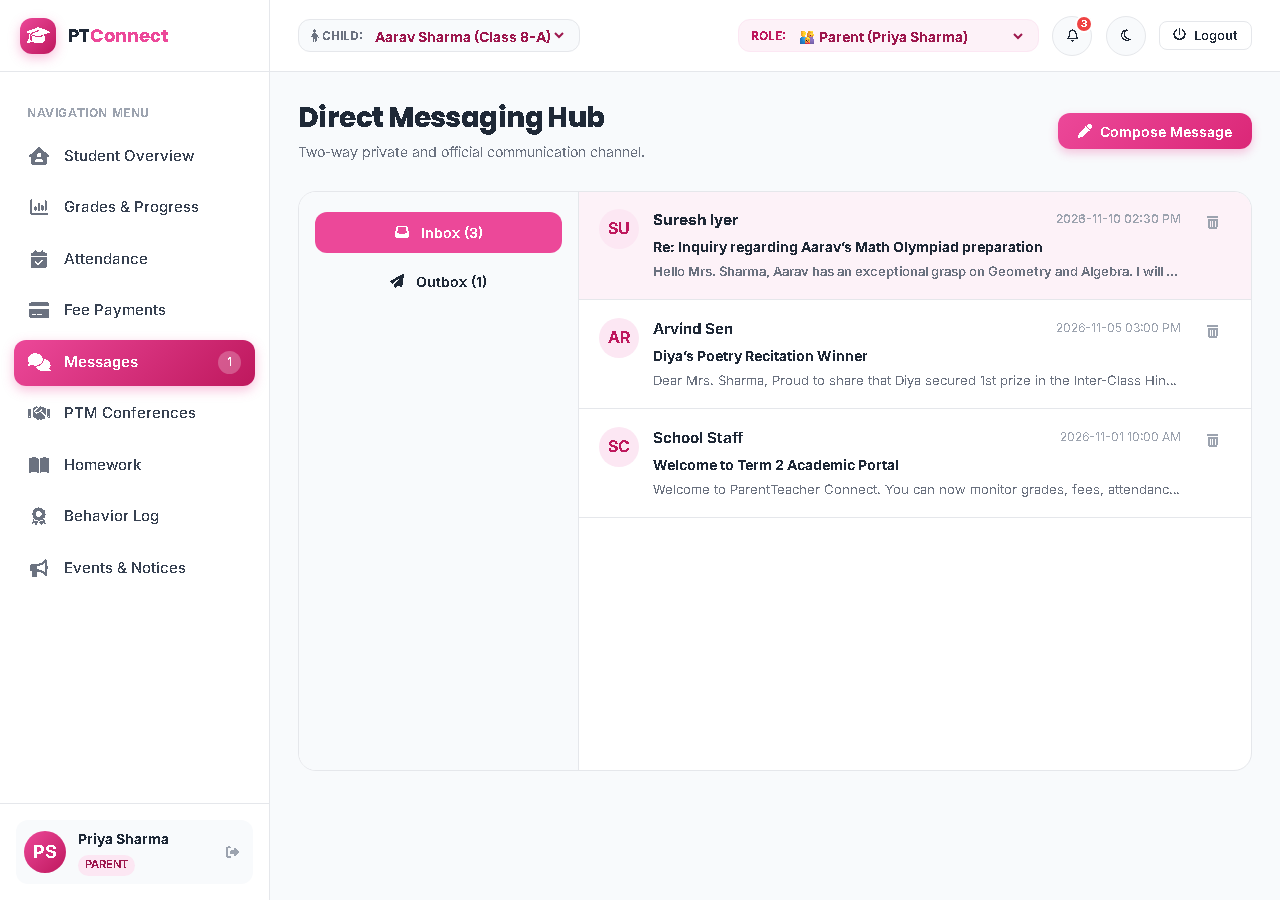 PTConnect
CHILD: Aarav Sharma (Class 8-A)
ROLE: Parent (Priya Sharma)
3
Logout
NAVIGATION MENU
Student Overview
Grades & Progress
Attendance
Fee Payments
Messages 1
PTM Conferences
Homework
Behavior Log
Events & Notices
Priya Sharma
PARENT
PS
Direct Messaging Hub
Two-way private and official communication channel.
Compose Message
Inbox (3)
Outbox (1)
SU
Suresh Iyer 2026-11-10 02:30 PM
Re: Inquiry regarding Aarav's Math Olympiad preparation
Hello Mrs. Sharma, Aarav has an exceptional grasp on Geometry and Algebra. I will ...
AR
Arvind Sen 2026-11-05 03:00 PM
Diya's Poetry Recitation Winner
Dear Mrs. Sharma, Proud to share that Diya secured 1st prize in the Inter-Class Hin...
SC
School Staff 2026-11-01 10:00 AM
Welcome to Term 2 Academic Portal
Welcome to ParentTeacher Connect. You can now monitor grades, fees, attendanc...